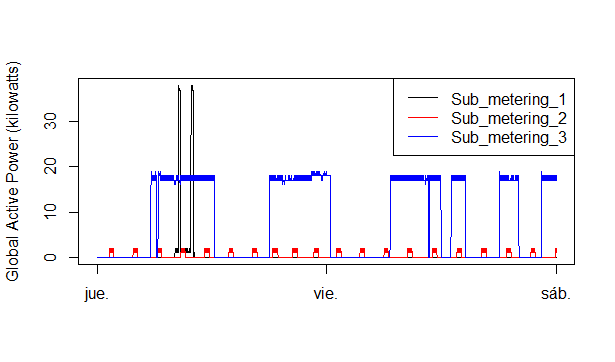 Global Active Power (kilowatts)
30
20
10
0
Sub_metering_1
Sub_metering_2
Sub_metering_3
jue.
vie.
sáb.